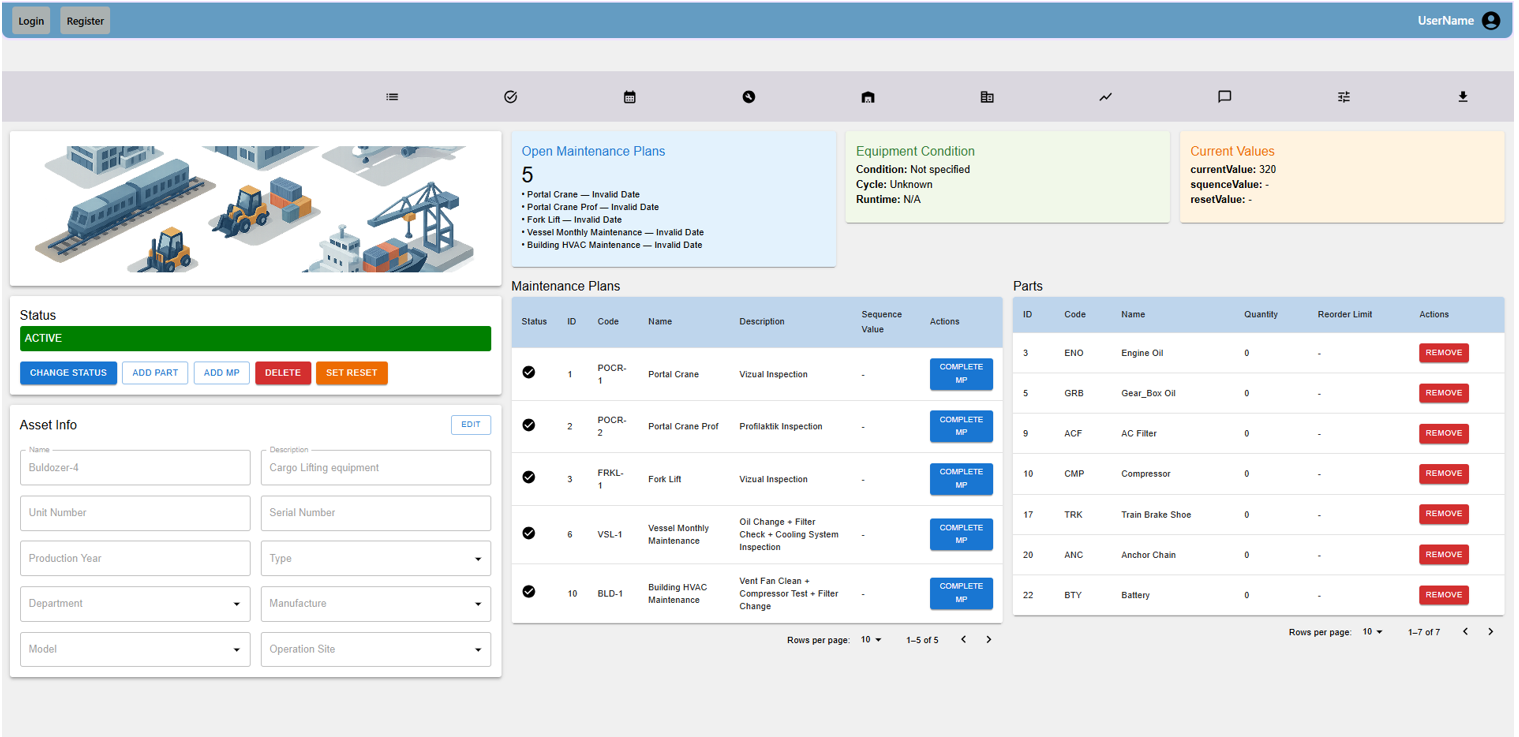 Login Register UserName
Open Maintenance Plans
5
• Portal Crane — Invalid Date
• Portal Crane Prof — Invalid Date
• Fork Lift — Invalid Date
• Vessel Monthly Maintenance — Invalid Date
• Building HVAC Maintenance — Invalid Date
Equipment Condition
Condition: Not specified
Cycle: Unknown
Runtime: N/A
Current Values
currentValue: 320
squenceValue: -
resetValue: -
Status
ACTIVE
CHANGE STATUS ADD PART ADD MP DELETE SET RESET
Asset Info EDIT
Name Description
Buldozer-4 Cargo Lifting equipment
Unit Number Serial Number
Production Year Type
Department Manufacture
Model Operation Site
Maintenance Plans
Status ID Code Name Description Sequence Value Actions
1 POCR-1 Portal Crane Vizual Inspection - COMPLETE MP
2 POCR-2 Portal Crane Prof Profilaktik Inspection - COMPLETE MP
3 FRKL-1 Fork Lift Vizual Inspection - COMPLETE MP
6 VSL-1 Vessel Monthly Maintenance Oil Change + Filter Check + Cooling System Inspection - COMPLETE MP
10 BLD-1 Building HVAC Maintenance Vent Fan Clean + Compressor Test + Filter Change - COMPLETE MP
Rows per page: 10 1–5 of 5
Parts
ID Code Name Quantity Reorder Limit Actions
3 ENO Engine Oil 0 - REMOVE
5 GRB Gear_Box Oil 0 - REMOVE
9 ACF AC Filter 0 - REMOVE
10 CMP Compressor 0 - REMOVE
17 TRK Train Brake Shoe 0 - REMOVE
20 ANC Anchor Chain 0 - REMOVE
22 BTY Battery 0 - REMOVE
Rows per page: 10 1–7 of 7